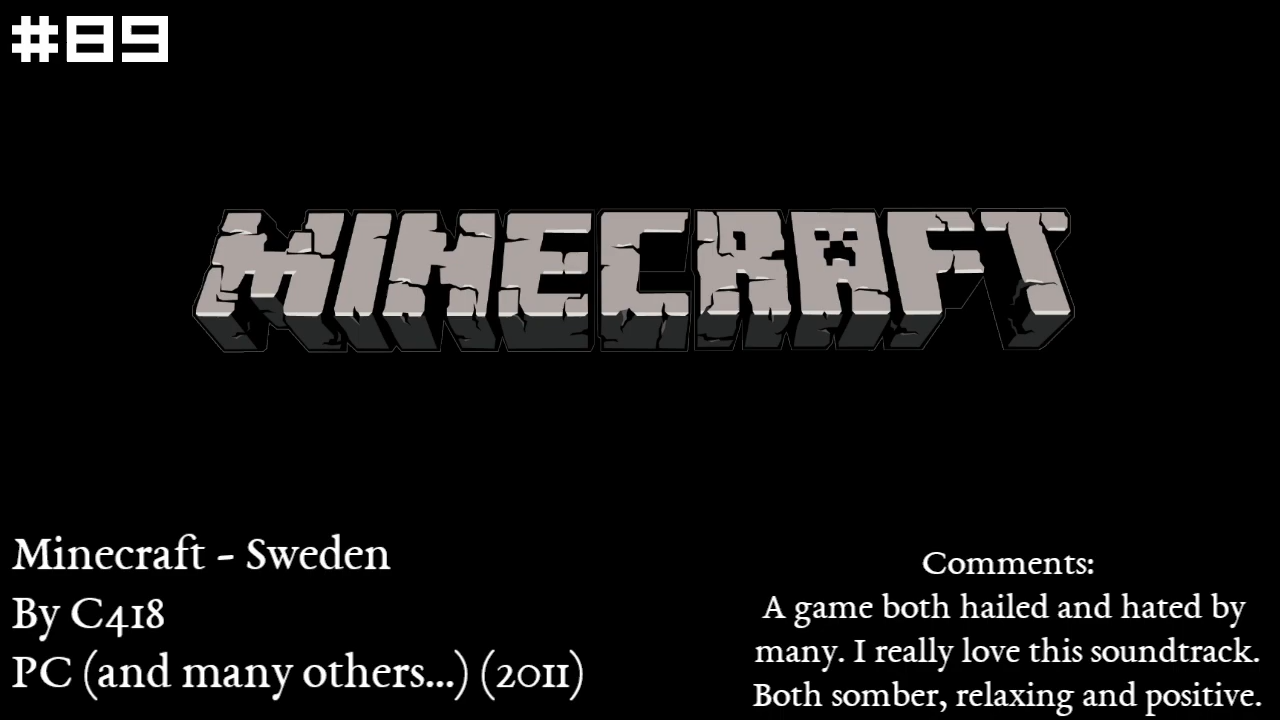 #89
MINECRAFT
Minecraft - Sweden
By C418
PC (and many others...) (2011)
Comments:
A game both hailed and hated by
many. I really love this soundtrack.
Both somber, relaxing and positive.